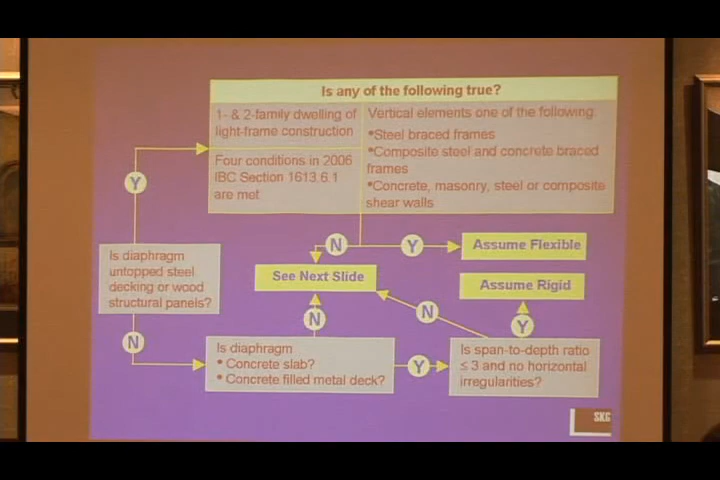 Is any of the following true?
1- & 2-family dwelling of
light-frame construction
Four conditions in 2006
IBC Section 1613.6.1
are met
Vertical elements one of the following:
•Steel braced frames
•Composite steel and concrete braced
frames
•Concrete, masonry, steel or composite
shear walls
Y
N
Y
Assume Flexible
Is diaphragm
untopped steel
decking or wood
structural panels?
See Next Slide
Assume Rigid
N
N
N
Y
Is diaphragm
• Concrete slab?
• Concrete filled metal deck?
Y
Is span-to-depth ratio
≤ 3 and no horizontal
irregularities?
SKG